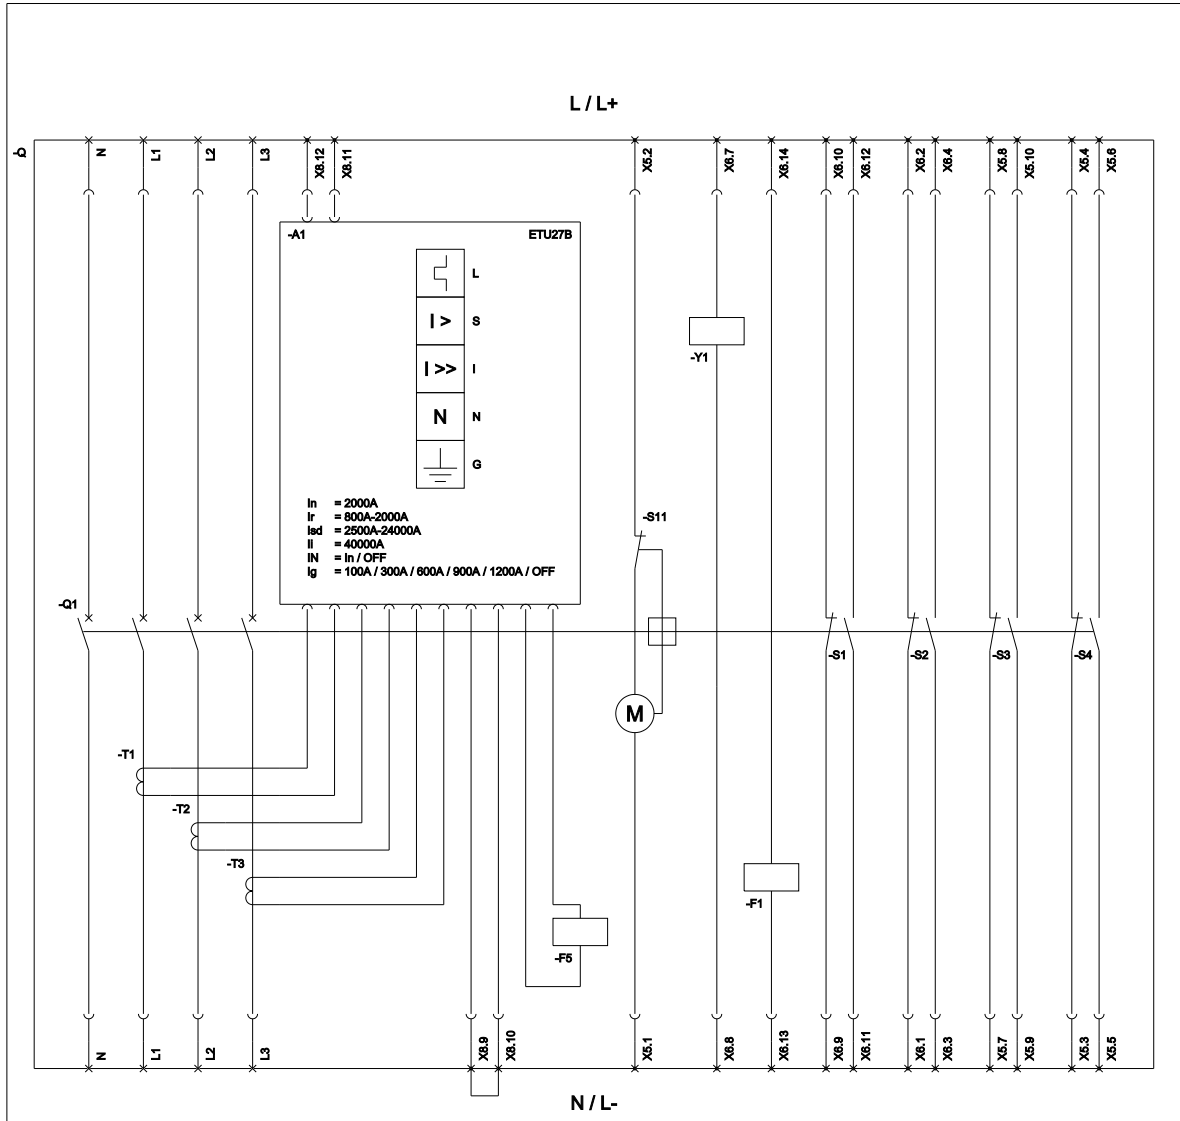 L / L+
-Q
N
L1
L2
L3
X8.12
X8.11
X5.2
X6.7
X6.14
X6.10
X6.12
X6.2
X6.4
X5.8
X5.10
X5.4
X5.6
-A1
ETU27B
L
I >
S
I >>
I
N
N
G
-Y1
In = 2000A
Ir = 800A-2000A
Isd = 2500A-24000A
Ii = 40000A
IN = In / OFF
Ig = 100A / 300A / 600A / 900A / 1200A / OFF
-S11
-Q1
-S1
-S2
-S3
-S4
M
-T1
-T2
-T3
-F1
-F5
N
L1
L2
L3
X8.9
X8.10
X5.1
X6.8
X6.13
X6.9
X6.11
X6.1
X6.3
X5.7
X5.9
X5.3
X5.5
N / L-